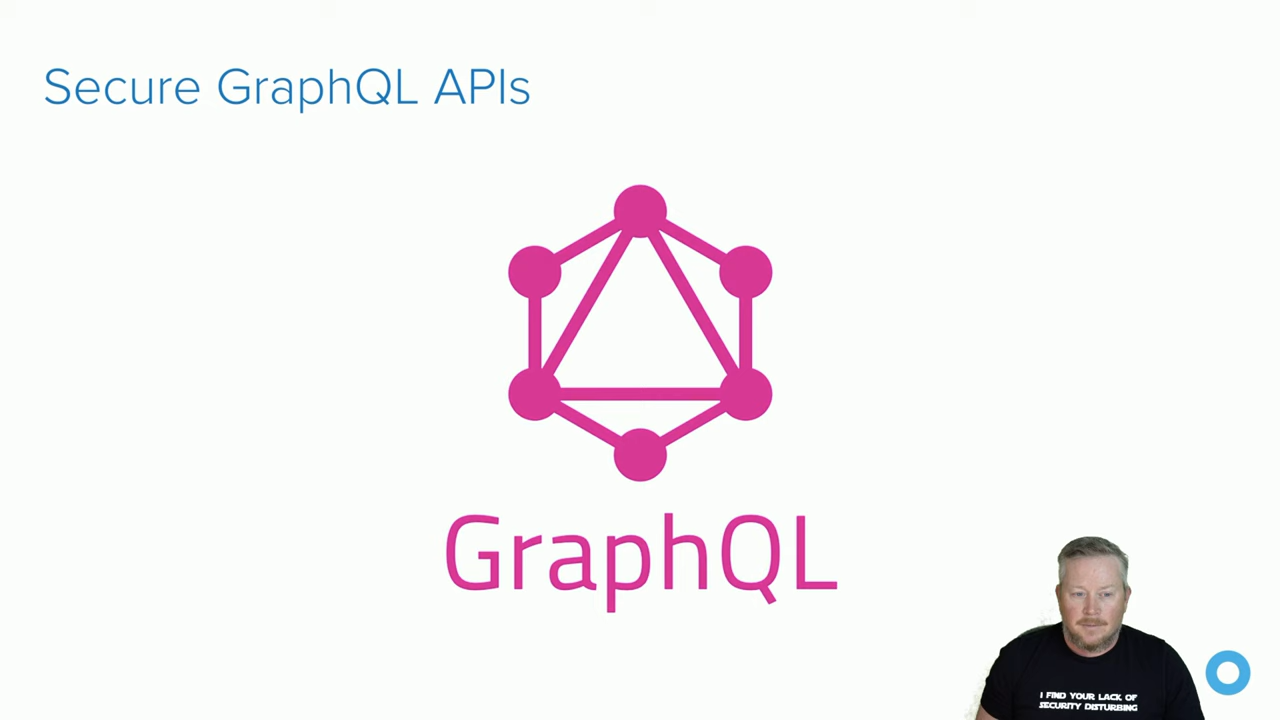 Secure GraphQL APIs
GraphQL
I FIND YOUR LACK OF
SECURITY DISTURBING